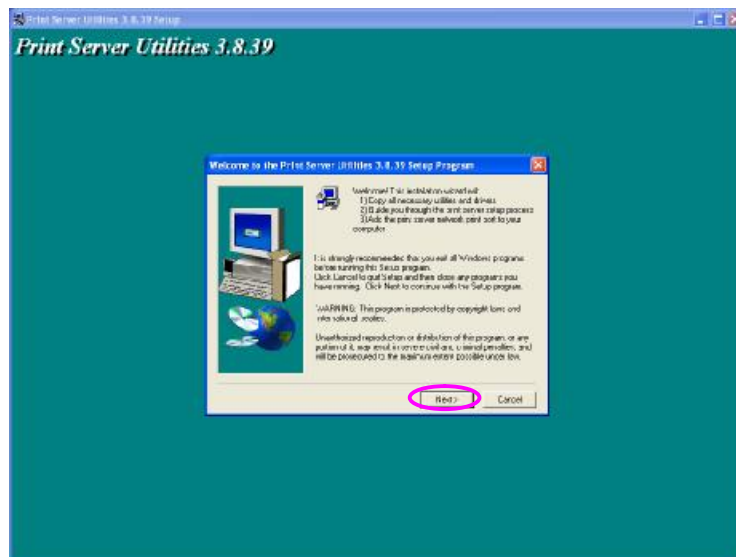 Print Server Utilities 3.8.39 Setup
Print Server Utilities 3.8.39
Welcome to the Print Server Utilities 3.8.39 Setup Program
Welcome! This installation wizard will:
1) Copy all necessary utilities and drivers
2) Guide you through the print server setup process
3) Add the print server network print port to your
computer
It is strongly recommended that you exit all Windows programs
before running this Setup program.
Click Cancel to quit Setup and then close any programs you
have running. Click Next to continue with the Setup program.
WARNING: This program is protected by copyright laws and
international treaties.
Unauthorized reproduction or distribution of this program, or any
portion of it, may result in severe civil and, criminal penalties, and
will be prosecuted to the maximum extent possible under law.
Next >
Cancel